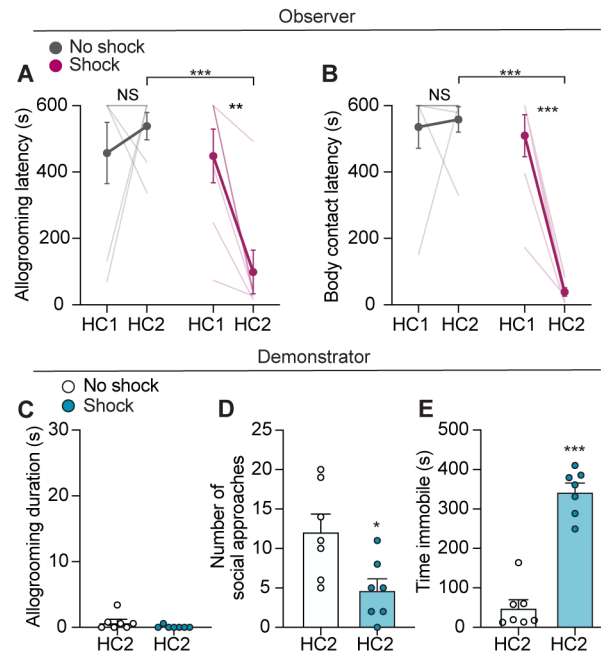 Observer
No shock
Shock
A
Allogrooming latency (s)
600
400
200
0
NS
***
**
HC1 HC2 HC1 HC2
B
Body contact latency (s)
600
400
200
0
NS
***
***
HC1 HC2 HC1 HC2
Demonstrator
No shock
Shock
C
Allogrooming duration (s)
30
20
10
0
HC2 HC2
D
Number of
social approaches
25
20
15
10
5
0
*
HC2 HC2
E
Time immobile (s)
500
400
300
200
100
0
***
HC2 HC2